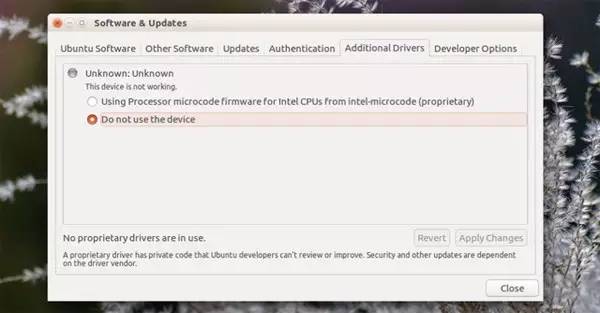 Software & Updates
Ubuntu Software Other Software Updates Authentication Additional Drivers Developer Options
Unknown: Unknown
This device is not working.
Using Processor microcode firmware for Intel CPUs from intel-microcode (proprietary)
Do not use the device
No proprietary drivers are in use. Revert Apply Changes
A proprietary driver has private code that Ubuntu developers can't review or improve. Security and other updates are dependent
on the driver vendor.
Close